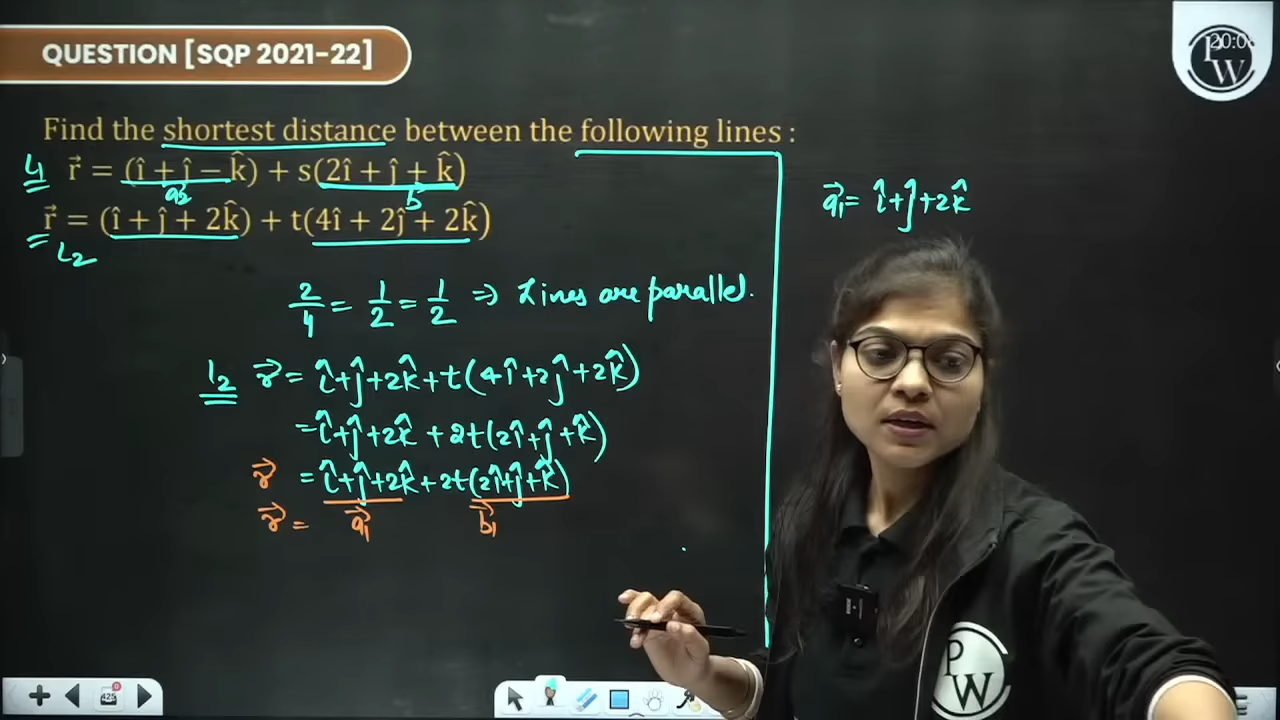 QUESTION [SQP 2021-22]
20:0
PW
Find the shortest distance between the following lines :
L₁ r⃗ = (î + ĵ − k̂) + s(2î + ĵ + k̂)
a₂ b⃗
r⃗ = (î + ĵ + 2k̂) + t(4î + 2ĵ + 2k̂)
L₂
a⃗₁ = î+ĵ+2k̂
2/4 = 1/2 = 1/2 ⇒ Lines are parallel.
L₂ r⃗ = î+ĵ+2k̂+t(4î+2ĵ+2k̂)
= î+ĵ+2k̂ + 2t(2î+ĵ+k̂)
r⃗ = î+ĵ+2k̂+2t(2î+ĵ+k̂)
r⃗ = a⃗₁ b⃗₁
PW
425